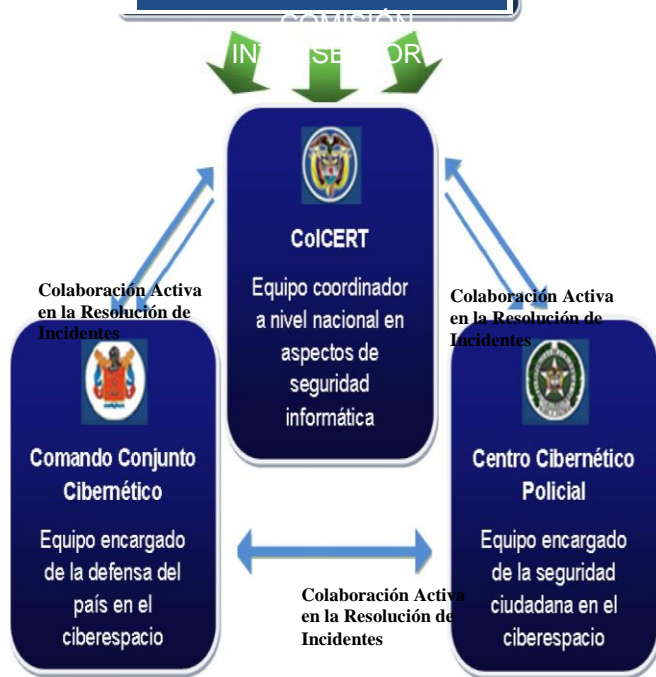 COMISIÓN
ColCERT
Equipo coordinador
a nivel nacional en
aspectos de
seguridad
informática
Colaboración Activa
en la Resolución de
Incidentes
Colaboración Activa
en la Resolución de
Incidentes
Comando Conjunto
Cibernético
Equipo encargado
de la defensa del
país en el
ciberespacio
Centro Cibernético
Policial
Equipo encargado
de la seguridad
ciudadana en el
ciberespacio
Colaboración Activa
en la Resolución de
Incidentes